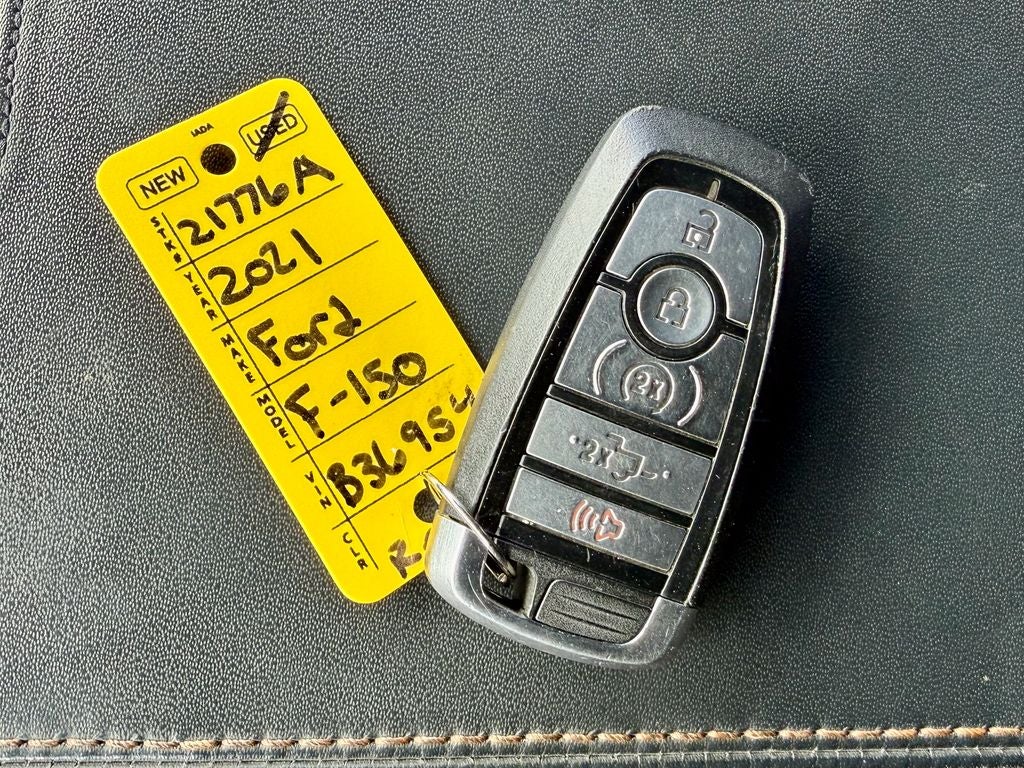 IADA
NEW USED
STK# 21776A
YEAR 2021
MAKE Ford
MODEL F-150
VIN B36954
CLR
2x
2x